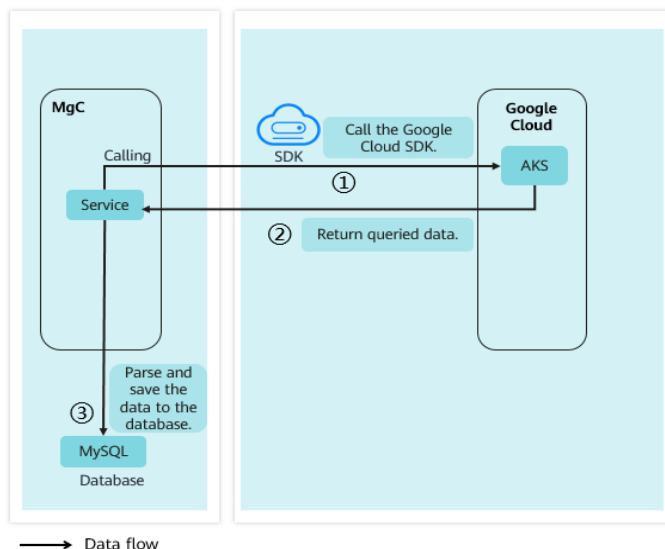 MgC
Google
Cloud
Call the Google
Cloud SDK.
SDK
Calling
AKS
①
Service
②
Return queried data.
Parse and
save the
data to the
database.
③
MySQL
Database
Data flow